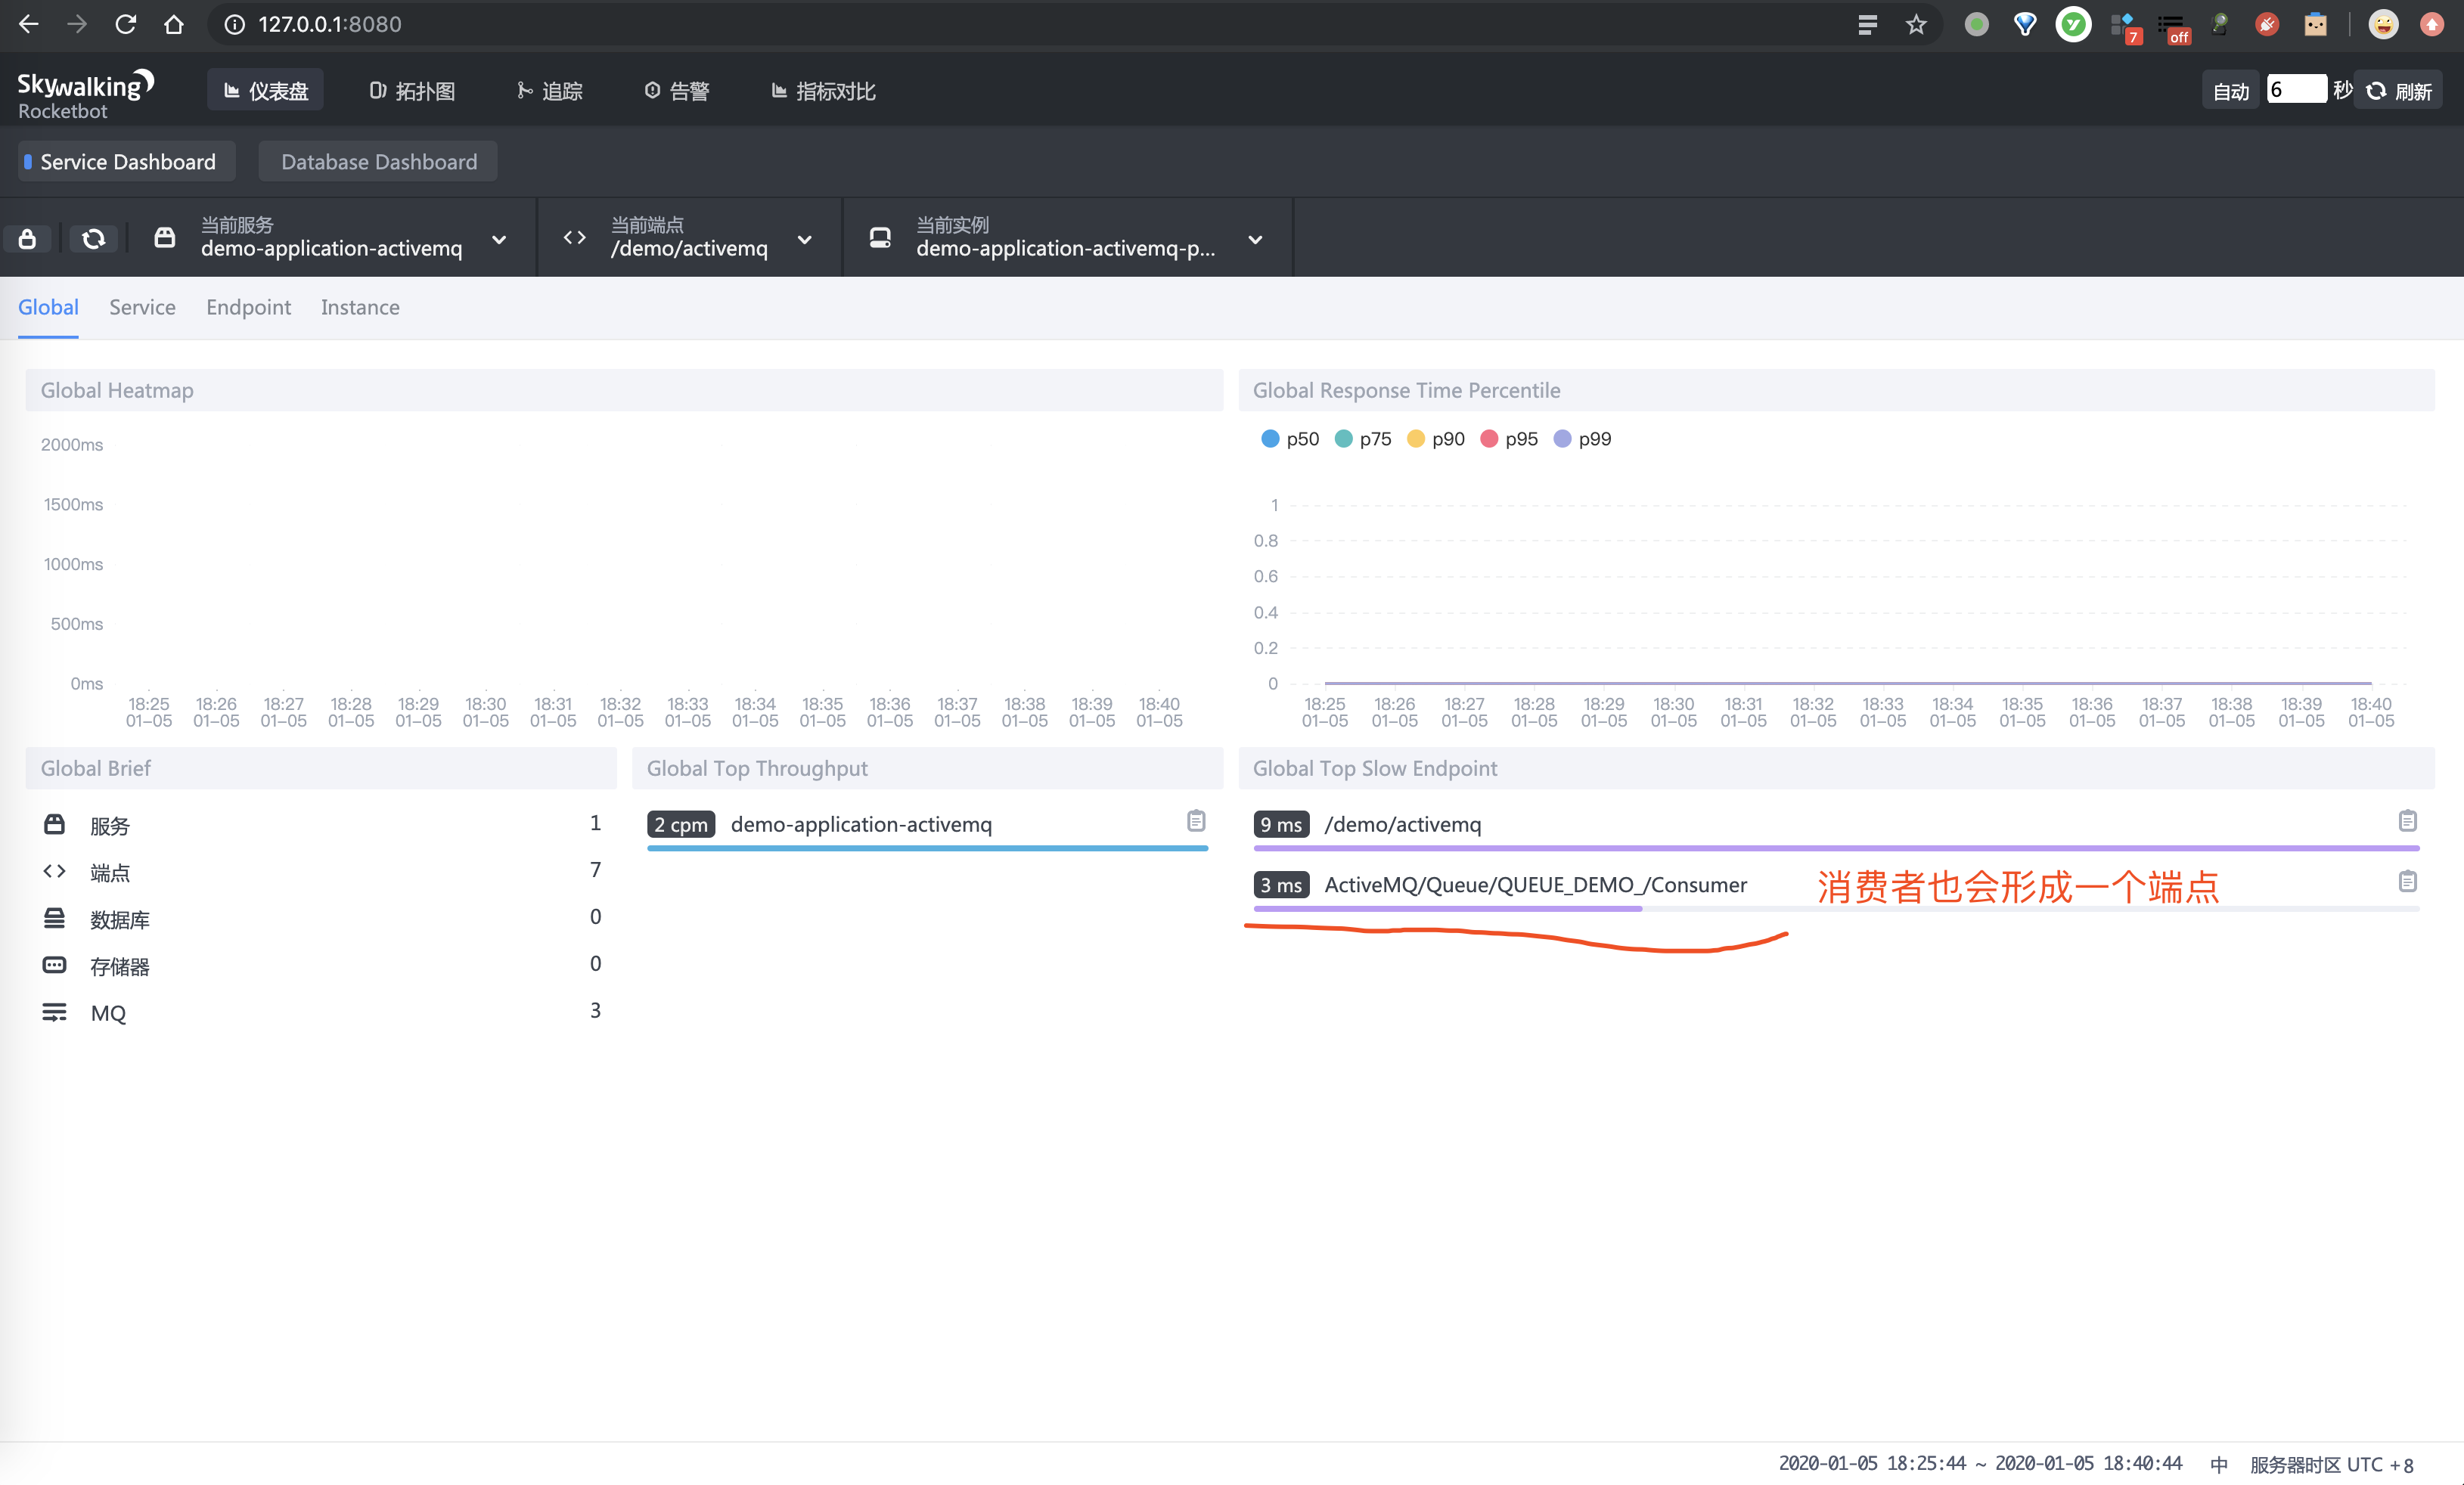 127.0.0.1:8080
7
off
Skywalking
Rocketbot
仪表盘
拓扑图
追踪
告警
指标对比
自动
6
秒
刷新
Service Dashboard
Database Dashboard
当前服务
demo-application-activemq
当前端点
/demo/activemq
当前实例
demo-application-activemq-p...
Global
Service
Endpoint
Instance
Global Heatmap
2000ms
1500ms
1000ms
500ms
0ms
18:25 18:26 18:27 18:28 18:29 18:30 18:31 18:32 18:33 18:34 18:35 18:36 18:37 18:38 18:39 18:40
01-05 01-05 01-05 01-05 01-05 01-05 01-05 01-05 01-05 01-05 01-05 01-05 01-05 01-05 01-05 01-05
Global Response Time Percentile
p50 p75 p90 p95 p99
1
0.8
0.6
0.4
0.2
0
18:25 18:26 18:27 18:28 18:29 18:30 18:31 18:32 18:33 18:34 18:35 18:36 18:37 18:38 18:39 18:40
01-05 01-05 01-05 01-05 01-05 01-05 01-05 01-05 01-05 01-05 01-05 01-05 01-05 01-05 01-05 01-05
Global Brief
服务 1
端点 7
数据库 0
存储器 0
MQ 3
Global Top Throughput
2 cpm demo-application-activemq
Global Top Slow Endpoint
9 ms /demo/activemq
3 ms ActiveMQ/Queue/QUEUE_DEMO_/Consumer
消费者也会形成一个端点
2020-01-05 18:25:44 ~ 2020-01-05 18:40:44
中
服务器时区 UTC +8